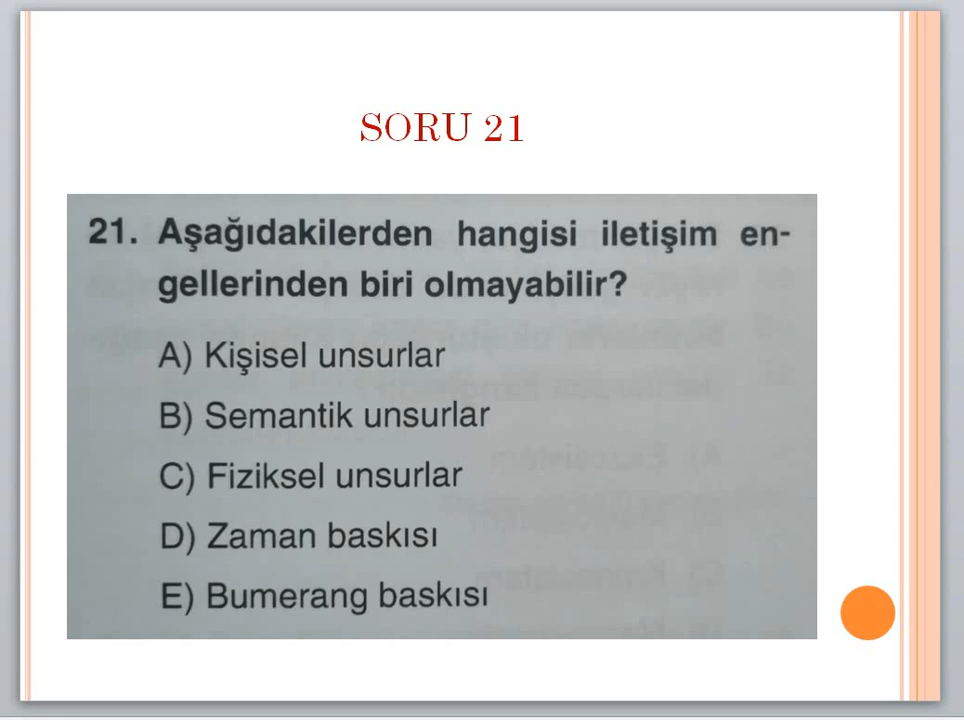 SORU 21
21. Aşağıdakilerden hangisi iletişim en-
gellerinden biri olmayabilir?
A) Kişisel unsurlar
B) Semantik unsurlar
C) Fiziksel unsurlar
D) Zaman baskısı
E) Bumerang baskısı